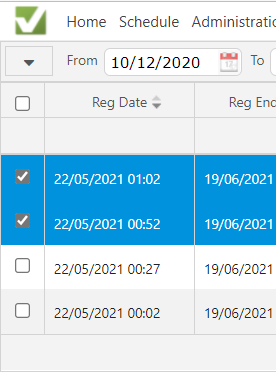 Home Schedule Administratio
From 10/12/2020 To
Reg Date Reg End
22/05/2021 01:02 19/06/2021
22/05/2021 00:52 19/06/2021
22/05/2021 00:27 19/06/2021
22/05/2021 00:02 19/06/2021